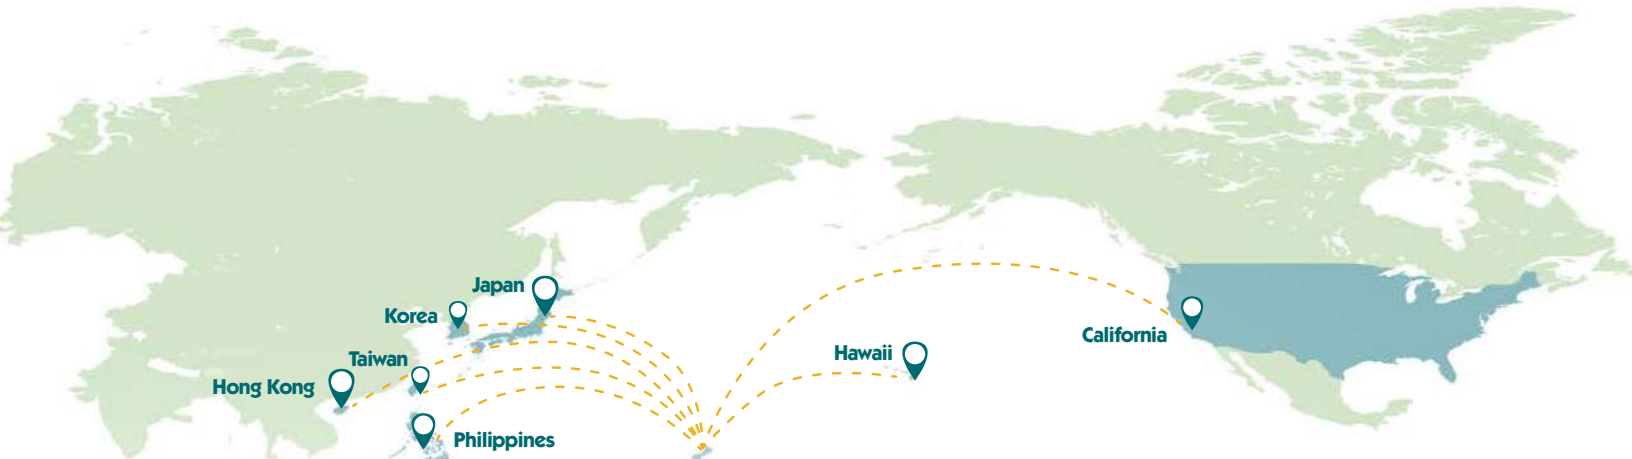 Japan
Korea
Taiwan
Hong Kong
Philippines
Hawaii
California